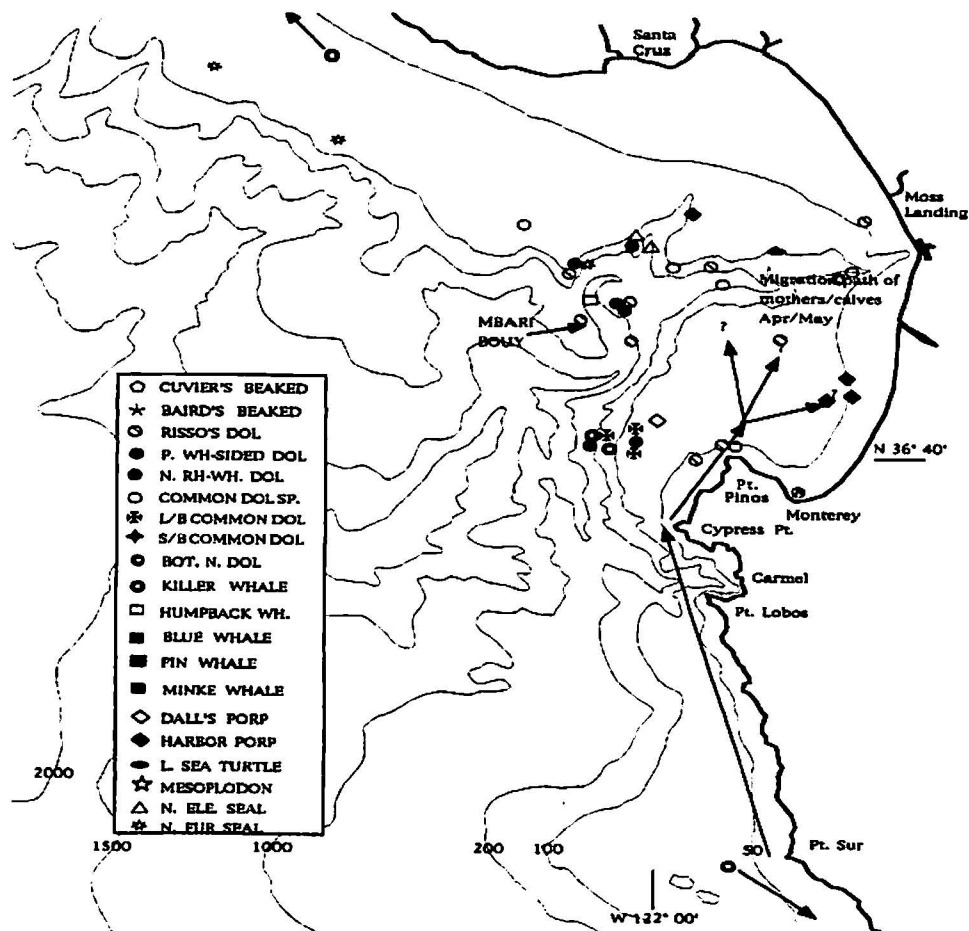 Santa
Cruz
Moss
Landing
Migration path of
mothers/calves
Apr/May
?
MBARI
BOUY
?
N 36° 40'
Pt.
Pinos
Monterey
Cypress Pt.
Carmel
Pt. Lobos
CUVIER'S BEAKED
BAIRD'S BEAKED
RISSO'S DOL
P. WH-SIDED DOL
N. RH-WH. DOL
COMMON DOL SP.
L/B COMMON DOL
S/B COMMON DOL
BOT. N. DOL
KILLER WHALE
HUMPBACK WH.
BLUE WHALE
FIN WHALE
MINKE WHALE
DALL'S PORP
HARBOR PORP
L. SEA TURTLE
MESOPLODON
N. ELE. SEAL
N. FUR SEAL
2000
1500
1000
200
100
50
Pt. Sur
W 122° 00'